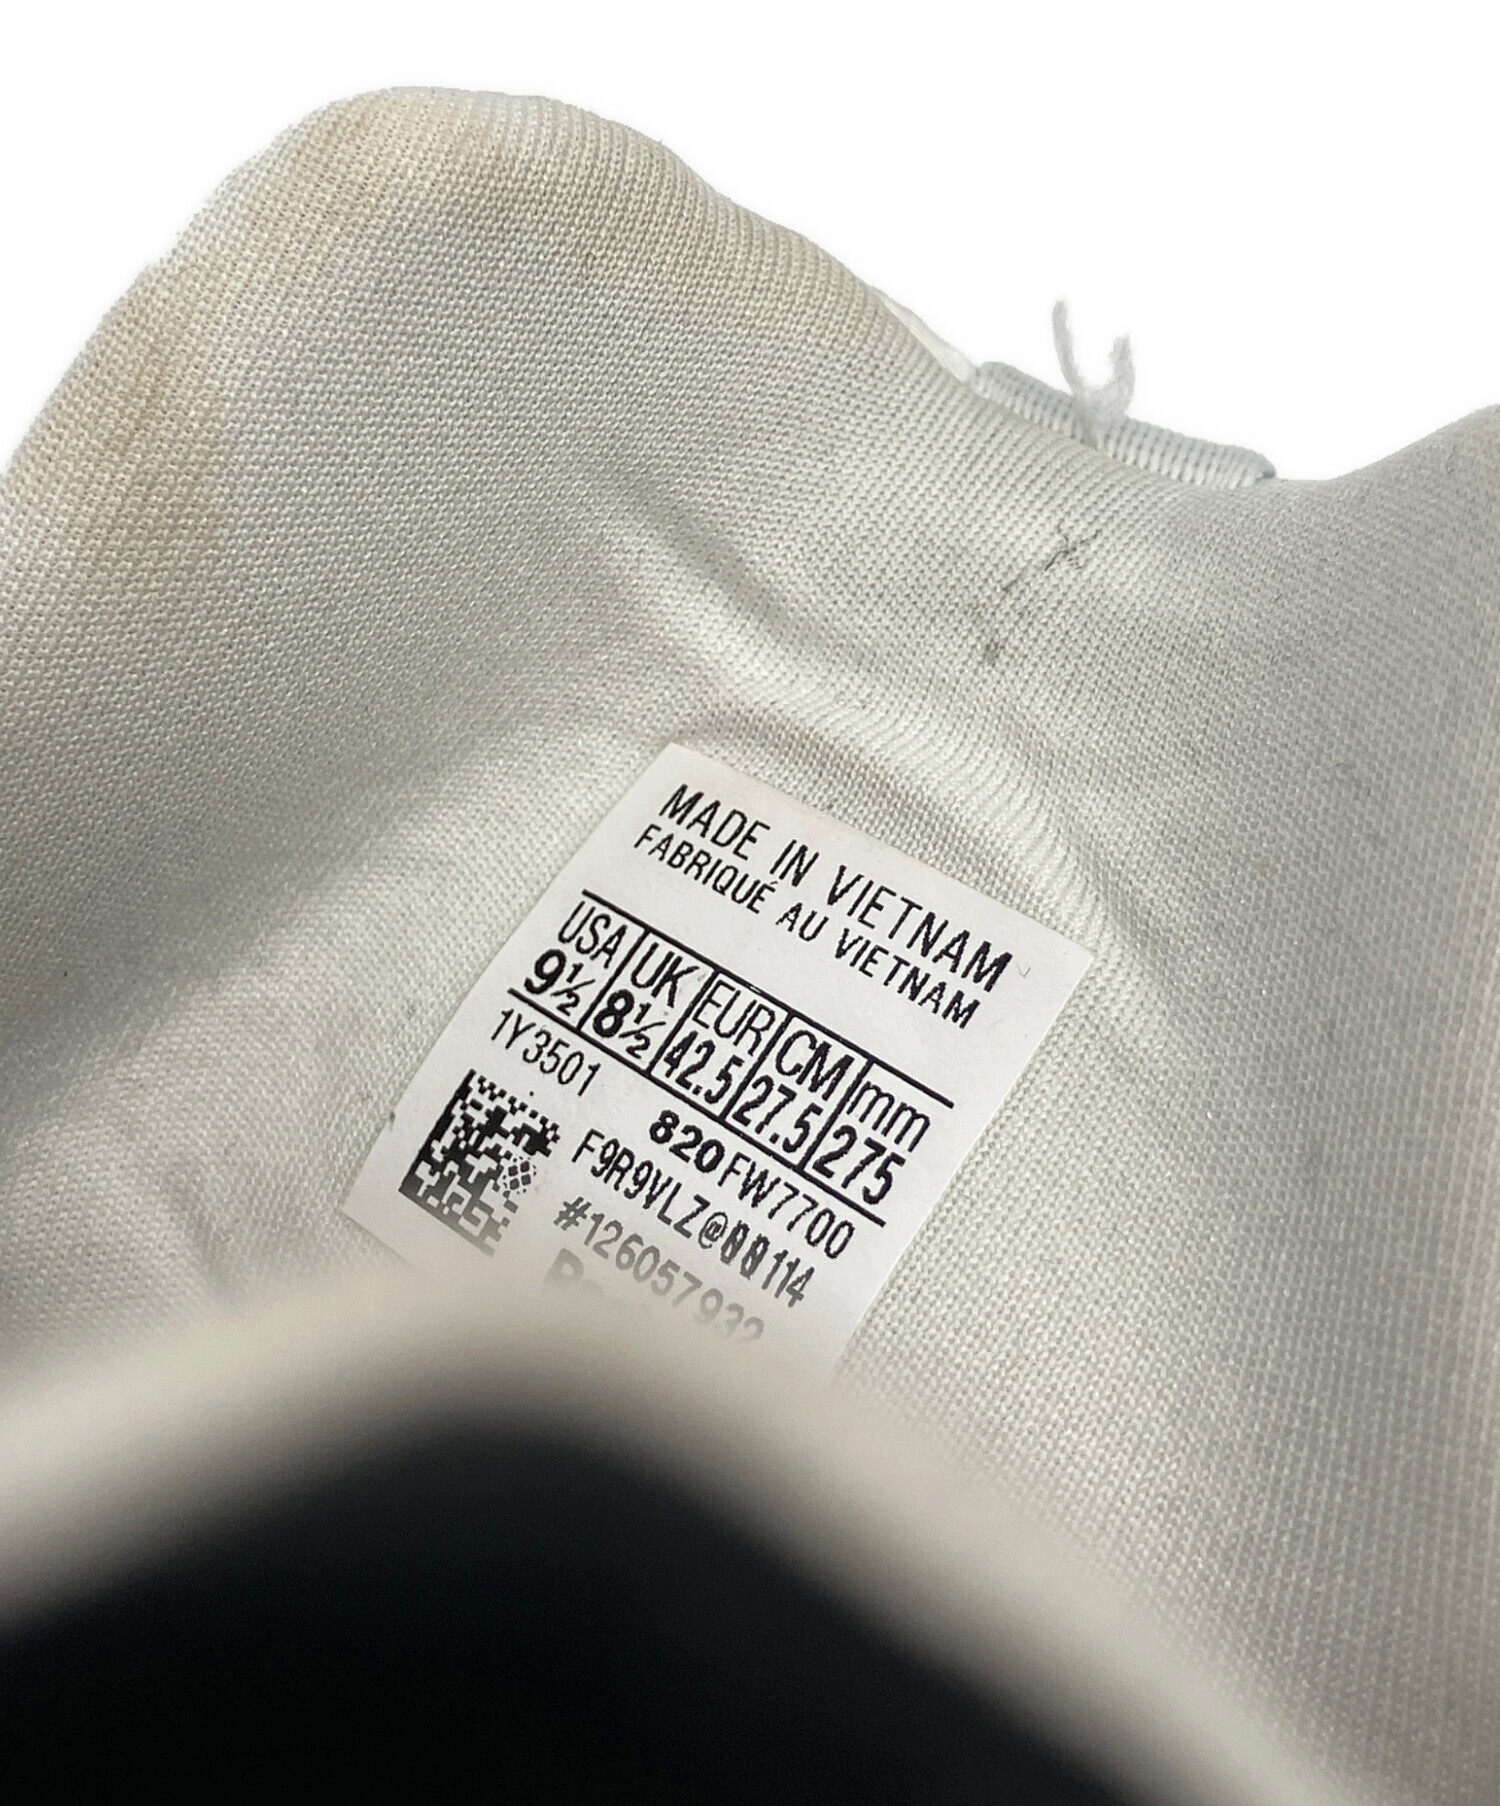 MADE IN VIETNAM
FABRIQUÉ AU VIETNAM
USA UK EUR CM mm
9½ 8½ 42.5 27.5 275
1Y3501 820 FW7700
#126057932